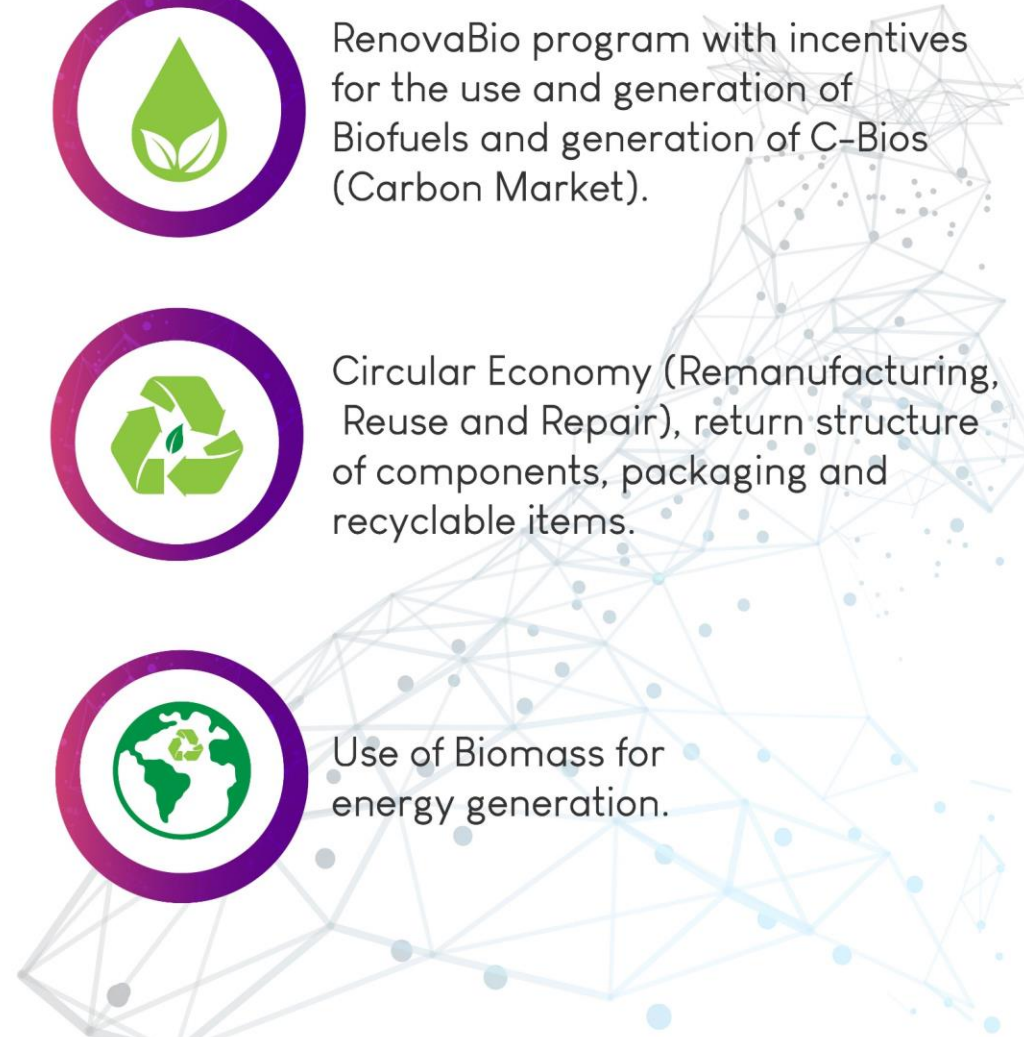 RenovaBio program with incentives
for the use and generation of
Biofuels and generation of C-Bios
(Carbon Market).
Circular Economy (Remanufacturing,
Reuse and Repair), return structure
of components, packaging and
recyclable items.
Use of Biomass for
energy generation.